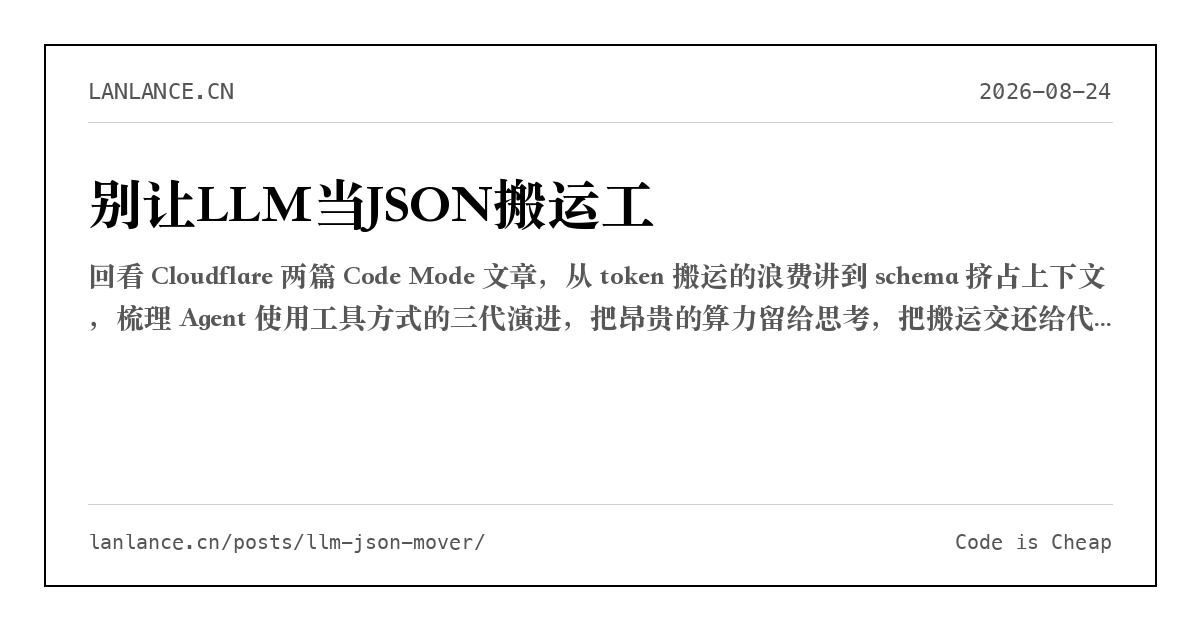 LANLANCE.CN
2026-08-24
别让LLM当JSON搬运工
回看 Cloudflare 两篇 Code Mode 文章，从 token 搬运的浪费讲到 schema 挤占上下文
，梳理 Agent 使用工具方式的三代演进，把昂贵的算力留给思考，把搬运交还给代...
lanlance.cn/posts/llm-json-mover/
Code is Cheap